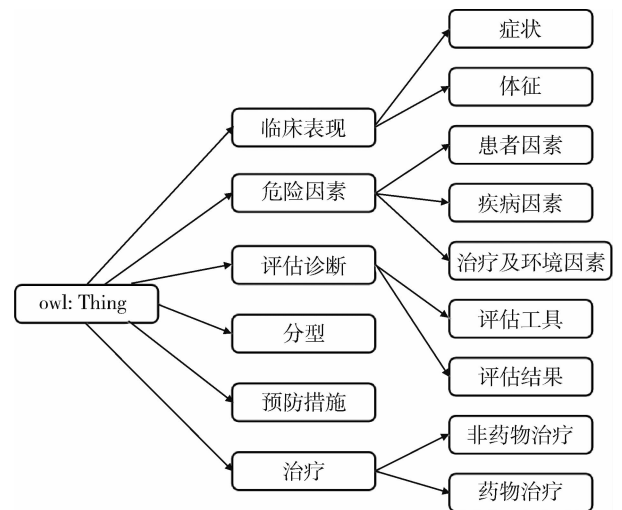 owl: Thing
临床表现
危险因素
评估诊断
分型
预防措施
治疗
症状
体征
患者因素
疾病因素
治疗及环境因素
评估工具
评估结果
非药物治疗
药物治疗